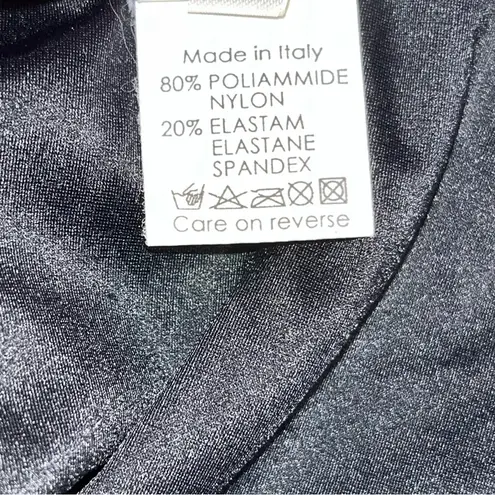 Made in Italy
80% POLIAMMIDE
NYLON
20% ELASTAM
ELASTANE
SPANDEX
Care on reverse